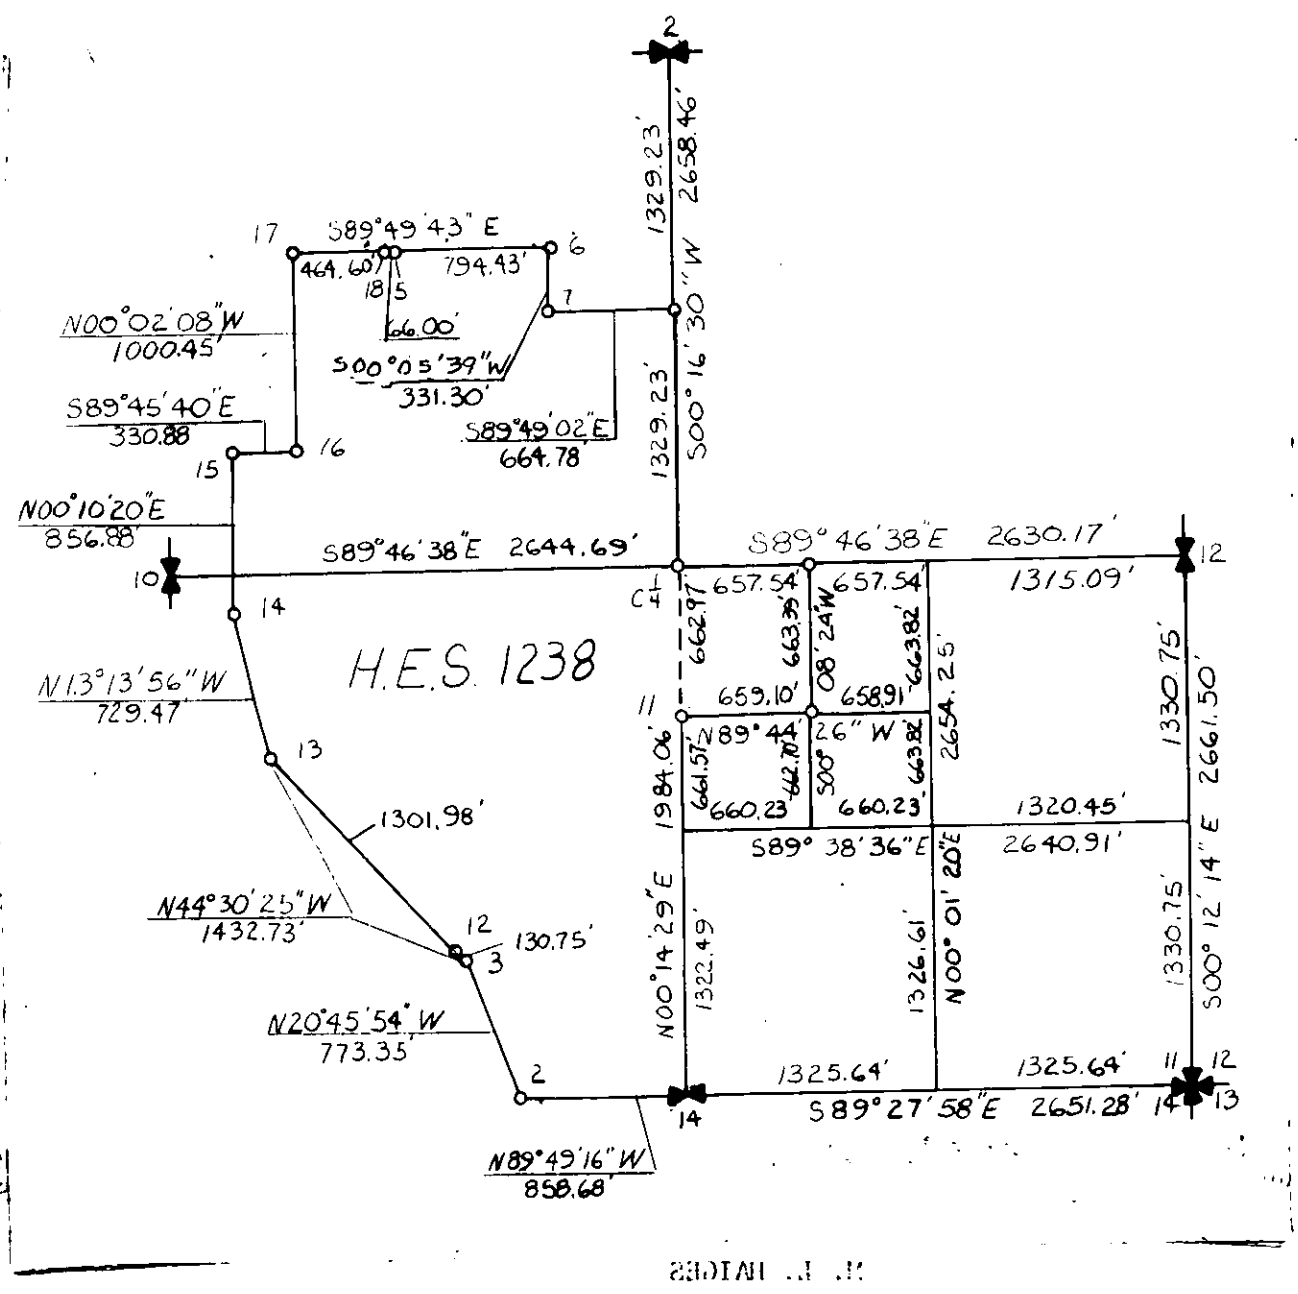 2
1329.23'
2658.46'
S00°16'30"W
1329.23'
17
S89°49'43"E
6
464.60'
794.43'
18
5
7
66.00'
N00°02'08"W
1000.45'
S00°05'39"W
331.30'
S89°45'40"E
330.88
S89°49'02"E
664.78'
15
16
N00°10'20"E
856.88'
S89°46'38"E 2644.69'
S89°46'38"E 2630.17'
10
12
C 1/4
657.54'
657.54'
1315.09'
14
662.97'
663.39'
08'24"W
663.82'
2654.25'
1330.75'
2661.50'
H.E.S. 1238
N13°13'56"W
729.47
659.10'
658.91'
11
N89°44'26"W
13
1984.06'
661.57'
662.70'
S00°
663.82'
1301.98'
660.23
660.23'
1320.45'
S89°38'36"E
2640.91'
N44°30'25"W
1432.73'
12
130.75'
3
N00°14'29"E
1322.49'
1326.61'
N00°01'20"E
1330.75'
S00°12'14"E
N20°45'54"W
773.35'
2
1325.64'
1325.64'
11
12
14
S89°27'58"E 2651.28'
14
13
N89°49'16"W
858.68'
M. L. HAIGES